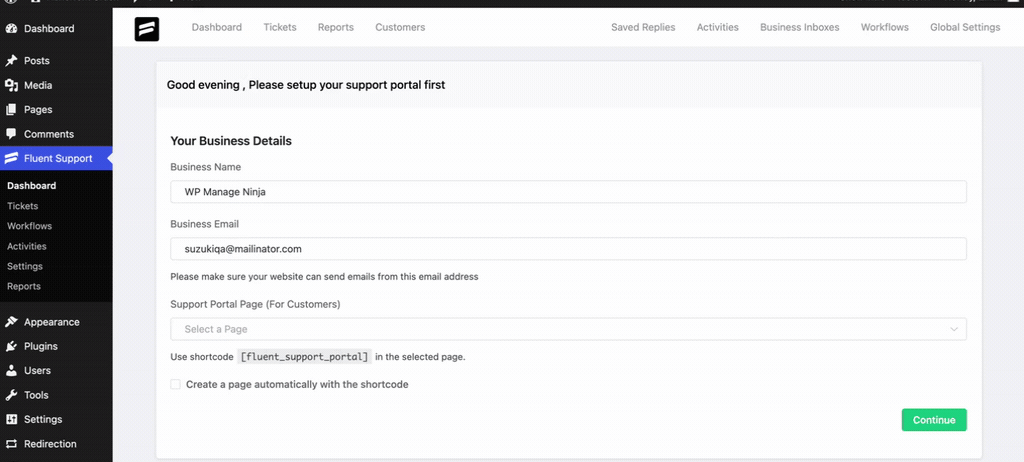 Dashboard
Posts
Media
Pages
Comments
Fluent Support
Dashboard
Tickets
Workflows
Activities
Settings
Reports
Appearance
Plugins
Users
Tools
Settings
Redirection
Dashboard Tickets Reports Customers Saved Replies Activities Business Inboxes Workflows Global Settings
Good evening , Please setup your support portal first
Your Business Details
Business Name
WP Manage Ninja
Business Email
suzukiqa@mailinator.com
Please make sure your website can send emails from this email address
Support Portal Page (For Customers)
Select a Page
Use shortcode [fluent_support_portal] in the selected page.
Create a page automatically with the shortcode
Continue